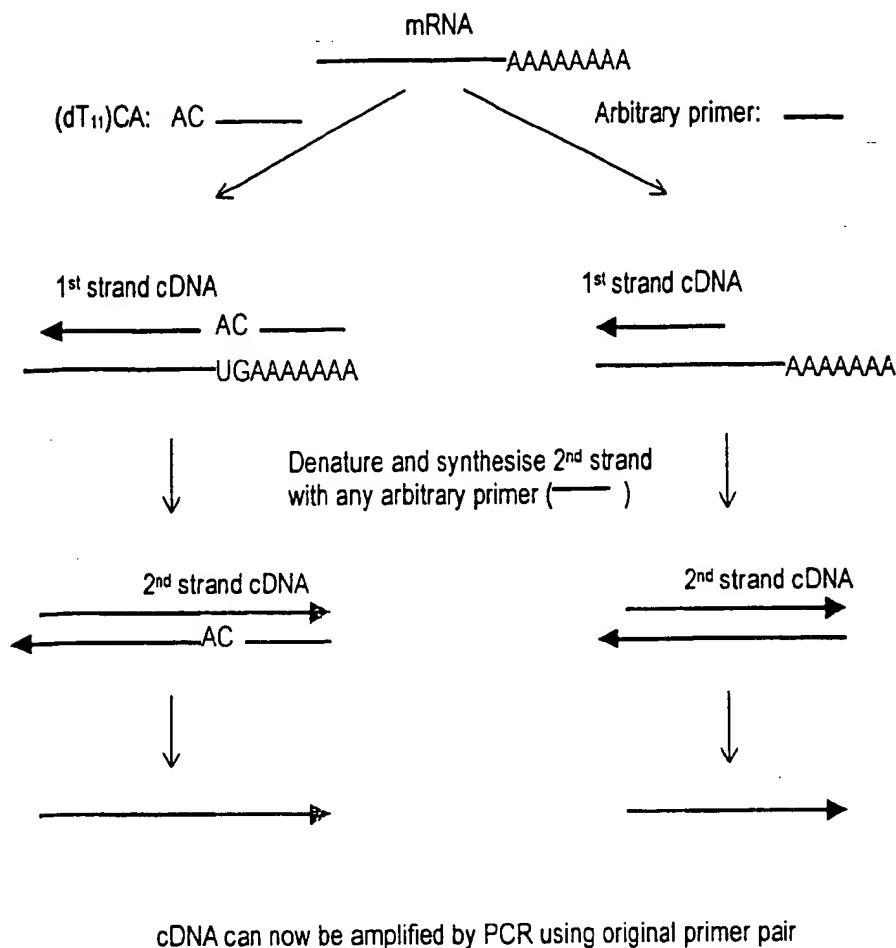 mRNA
AAAAAAAA
(dT₁₁)CA: AC
Arbitrary primer:
1st strand cDNA
1st strand cDNA
AC
UGAAAAAAA
AAAAAAA
Denature and synthesise 2nd strand
with any arbitrary primer ( )
2nd strand cDNA
2nd strand cDNA
AC
cDNA can now be amplified by PCR using original primer pair